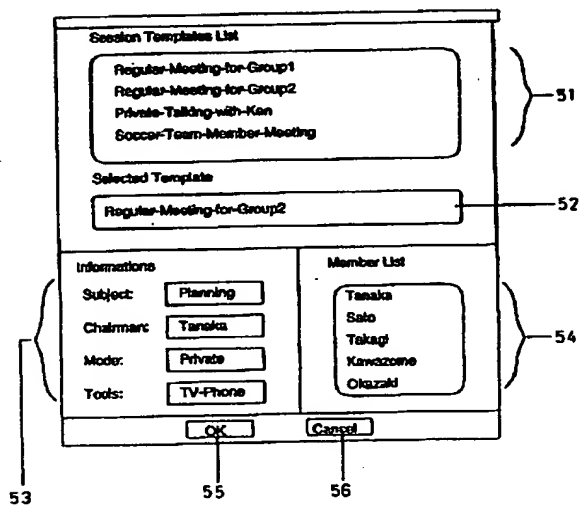 Session Templates List
Regular-Meeting-for-Group1
Regular-Meeting-for-Group2
Private-Talking-with-Ken
Soccer-Team-Member-Meeting
51
Selected Template
Regular-Meeting-for-Group2
52
Informations
Subject: Planning
Chairman: Tanaka
Mode: Private
Tools: TV-Phone
53
Member List
Tanaka
Sato
Takagi
Kawazome
Okazaki
54
OK
Cancel
55
56